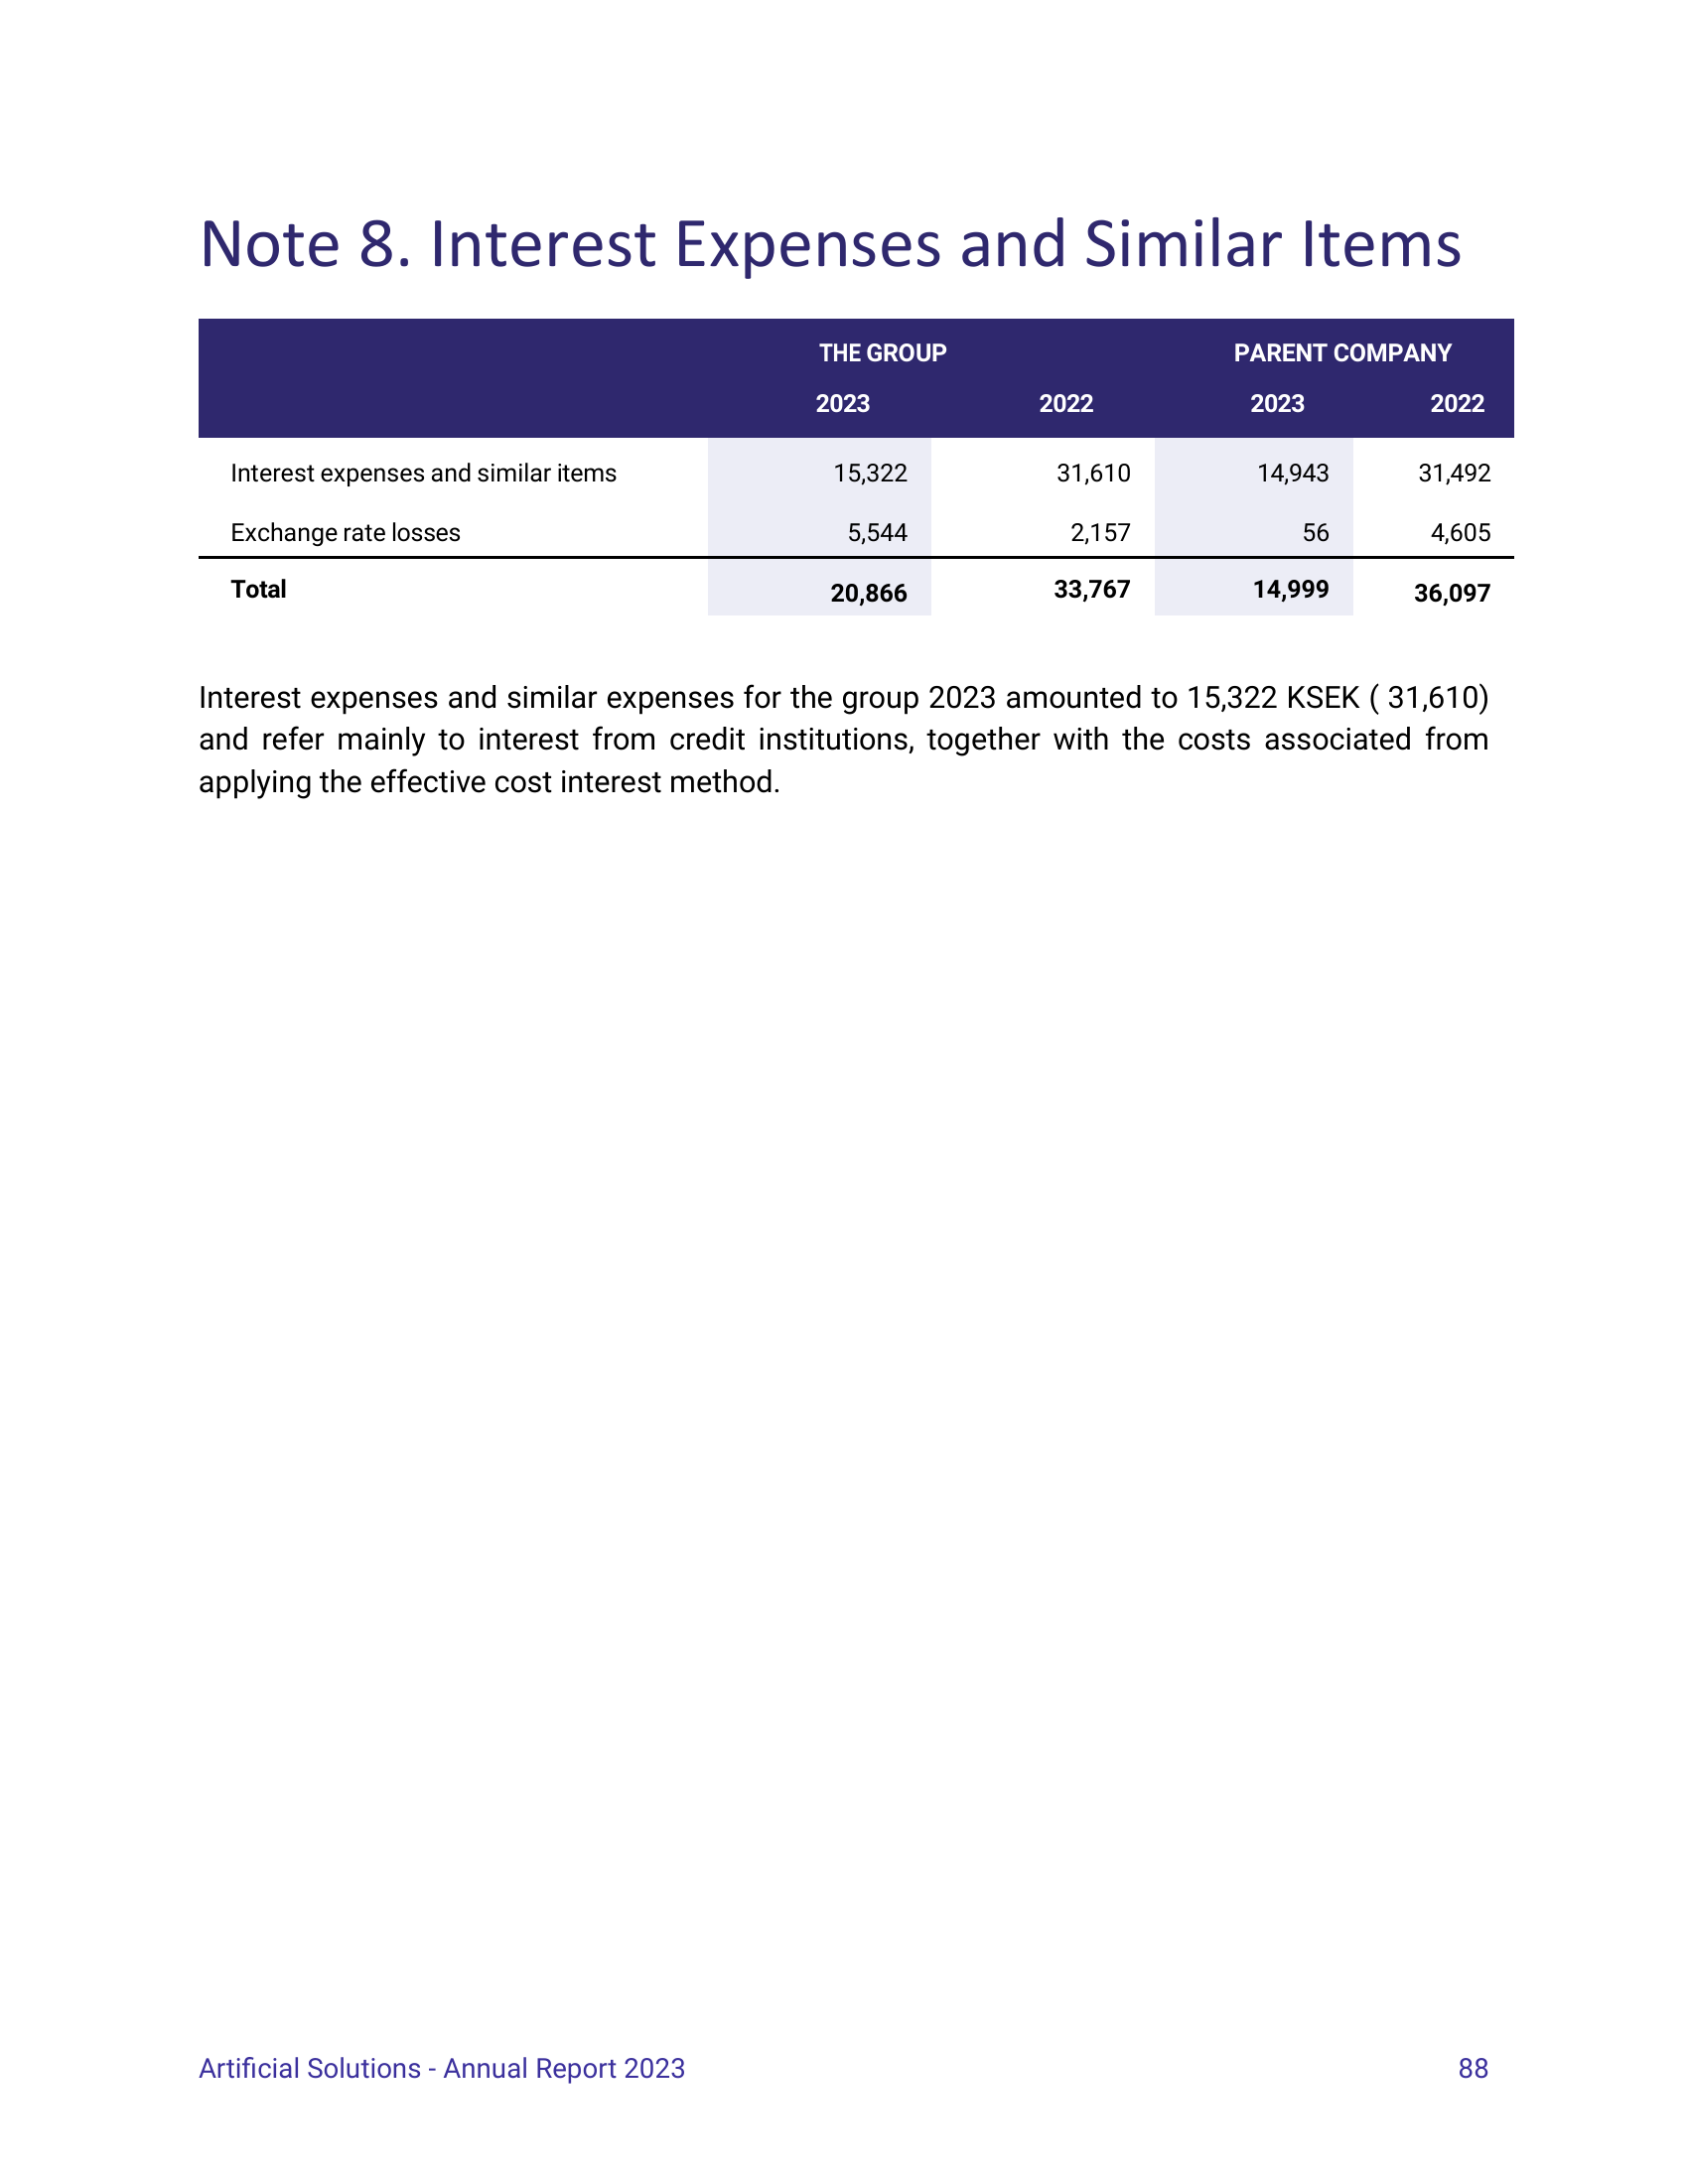 Note 8. Interest Expenses and Similar Items
THE GROUP PARENT COMPANY
2023 2022 2023 2022
Interest expenses and similar items 15,322 31,610 14,943 31,492
Exchange rate losses 5,544 2,157 56 4,605
Total 20,866 33,767 14,999 36,097
Interest expenses and similar expenses for the group 2023 amounted to 15,322 KSEK ( 31,610)
and refer mainly to interest from credit institutions, together with the costs associated from
applying the effective cost interest method.
Artificial Solutions - Annual Report 2023 88